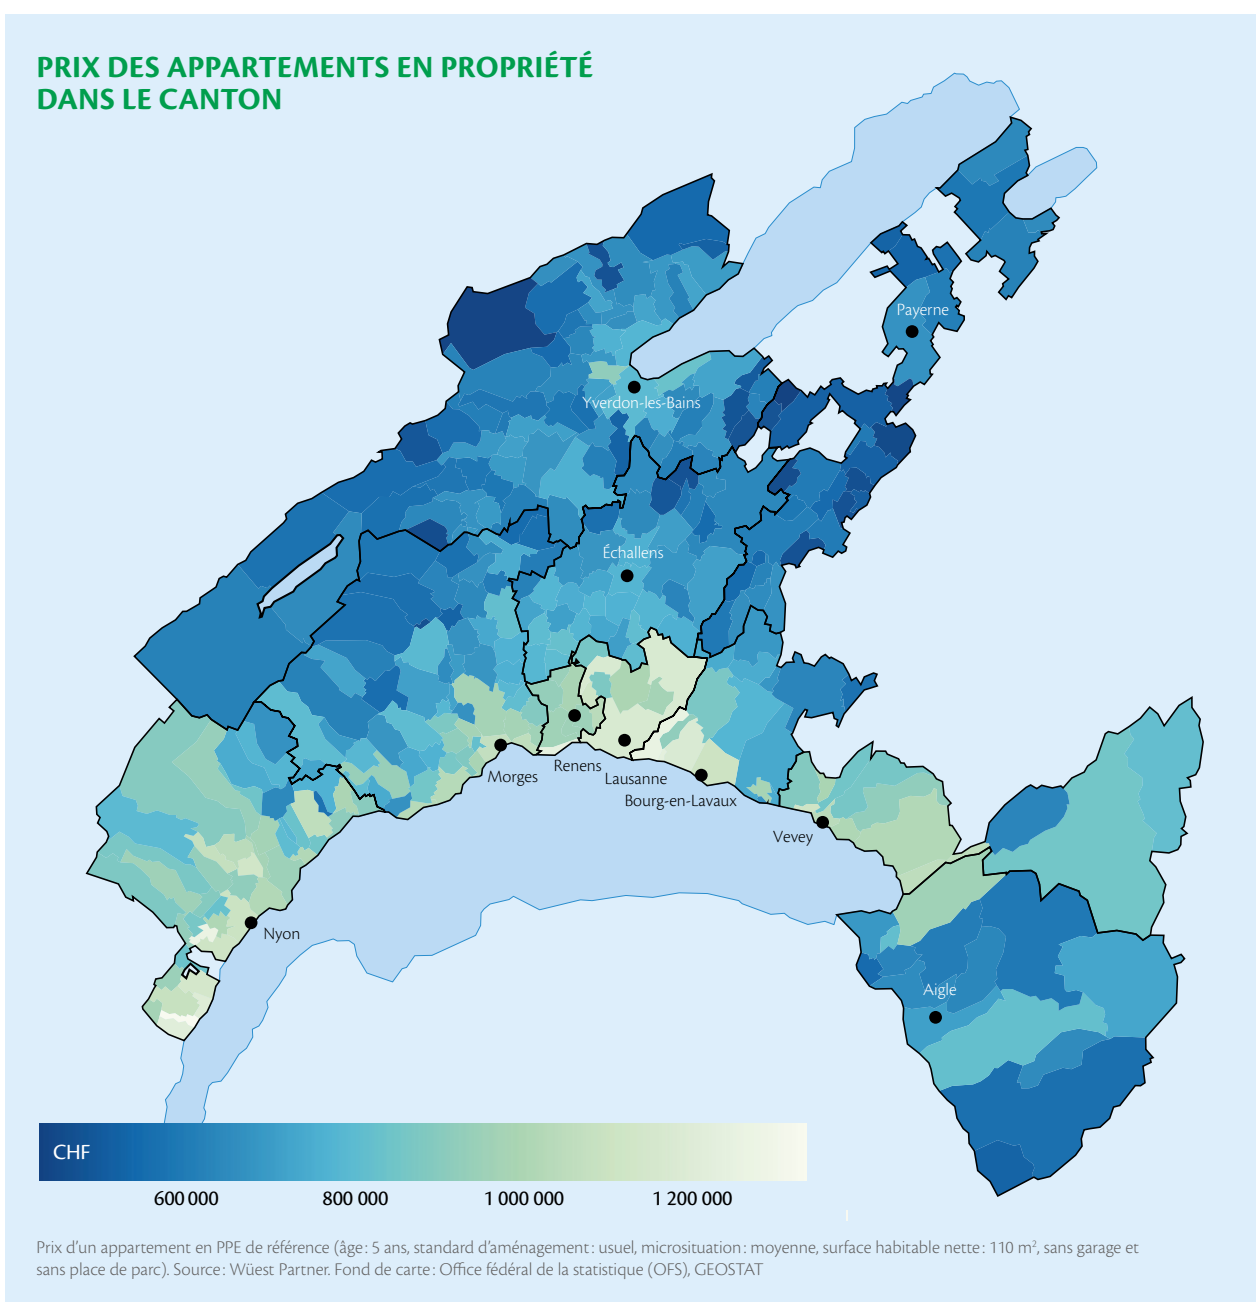 PRIX DES APPARTEMENTS EN PROPRIÉTÉ
DANS LE CANTON
Payerne
Yverdon-les-Bains
Échallens
Morges
Renens
Lausanne
Bourg-en-Lavaux
Vevey
Nyon
Aigle
CHF
600 000
800 000
1 000 000
1 200 000
Prix d'un appartement en PPE de référence (âge : 5 ans, standard d'aménagement : usuel, microsituation : moyenne, surface habitable nette : 110 m², sans garage et
sans place de parc). Source : Wüest Partner. Fond de carte : Office fédéral de la statistique (OFS), GEOSTAT